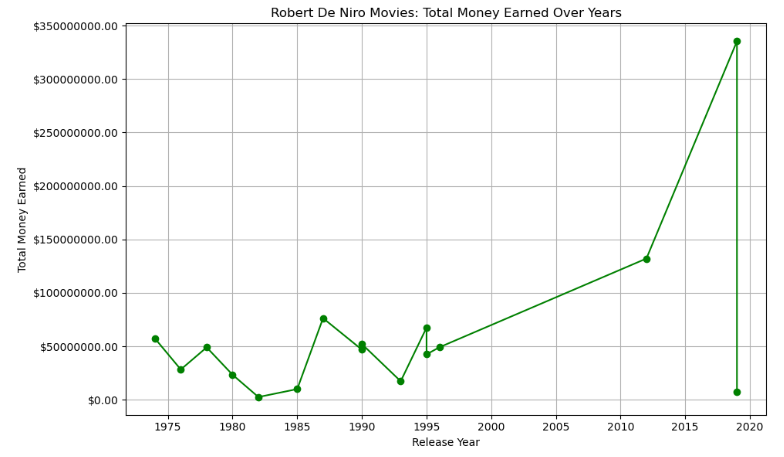 Robert De Niro Movies: Total Money Earned Over Years
$350000000.00
$300000000.00
$250000000.00
$200000000.00
$150000000.00
$100000000.00
$50000000.00
$0.00
Total Money Earned
1975 1980 1985 1990 1995 2000 2005 2010 2015 2020
Release Year